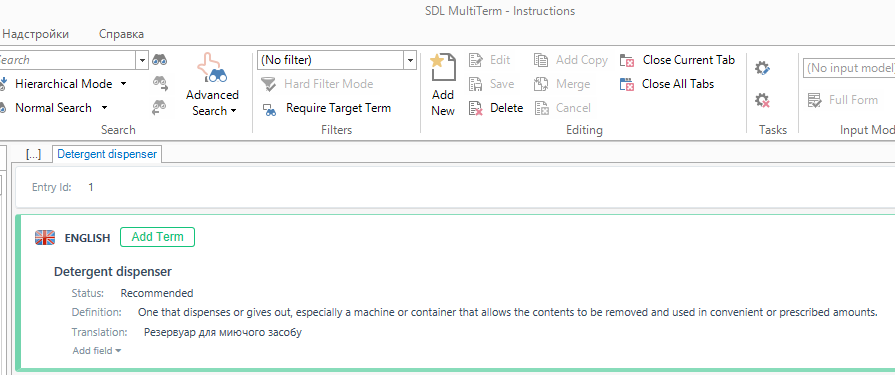 SDL MultiTerm - Instructions
Надстройки Справка
Search (No filter) Edit Add Copy Close Current Tab (No input model)
Hierarchical Mode Hard Filter Mode Save Merge Close All Tabs
Normal Search Advanced Search Require Target Term Add New Delete Cancel Full Form
Search Filters Editing Tasks Input Mod
[...] Detergent dispenser
Entry Id: 1
ENGLISH Add Term
Detergent dispenser
Status: Recommended
Definition: One that dispenses or gives out, especially a machine or container that allows the contents to be removed and used in convenient or prescribed amounts.
Translation: Резервуар для миючого засобу
Add field